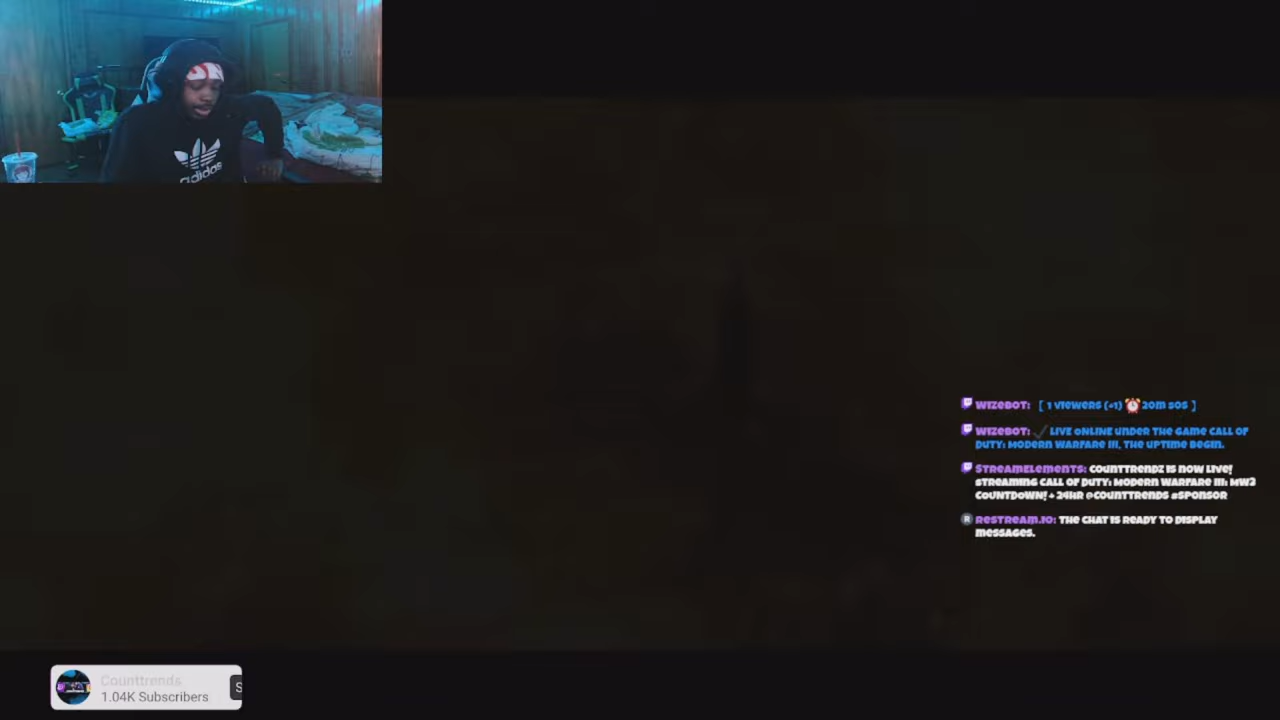 adidas
WIZEBOT: [ 1 VIEWERS (+1) ⏰ 20M 50S ]
WIZEBOT: ✓ LIVE ONLINE UNDER THE GAME CALL OF
DUTY: MODERN WARFARE III, THE UPTIME BEGIN.
STREAMELEMENTS: COUNTTRENDZ IS NOW LIVE!
STREAMING CALL OF DUTY: MODERN WARFARE III: MW3
COUNTDOWN! + 24HR @COUNTTRENDS #SPONSOR
R RESTREAM.IO: THE CHAT IS READY TO DISPLAY
MESSAGES.
Counttrends
1.04K Subscribers
S